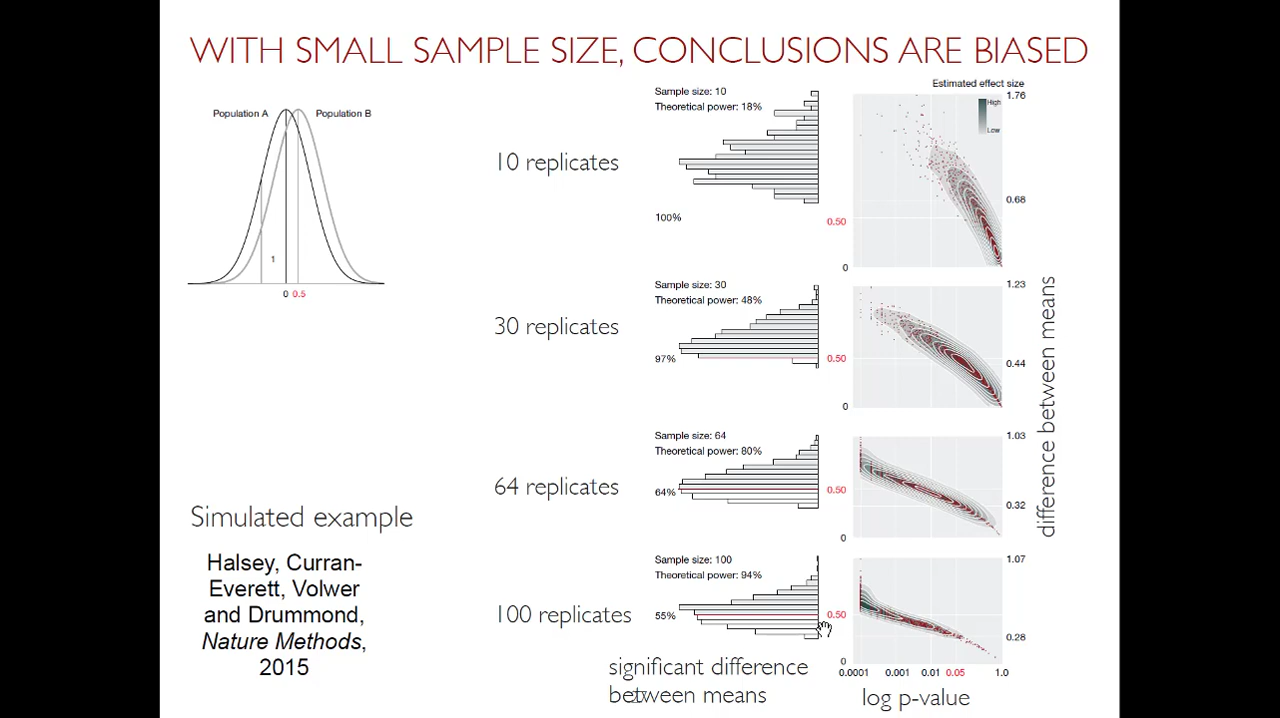 WITH SMALL SAMPLE SIZE, CONCLUSIONS ARE BIASED
Population A
Population B
1
0 0.5
Simulated example
Halsey, Curran-
Everett, Volwer
and Drummond,
Nature Methods,
2015
10 replicates
30 replicates
64 replicates
100 replicates
Sample size: 10
Theoretical power: 18%
100%
Sample size: 30
Theoretical power: 48%
97%
Sample size: 64
Theoretical power: 80%
64%
Sample size: 100
Theoretical power: 94%
55%
significant difference
between means
27
Estimated effect size
High
Low
1.76
0.68
0.50
0
1.23
0.50
0.44
0
1.03
0.50
0.32
0
1.07
0.50
0.28
0
0.0001 0.001 0.01 0.05 1.0
log p-value
difference between means